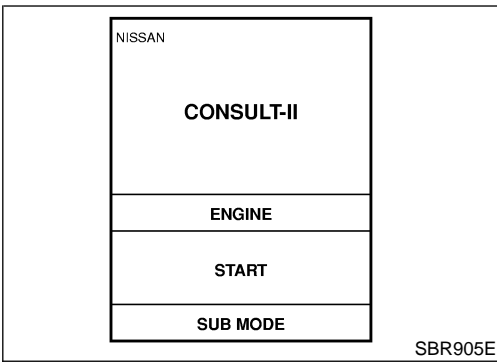 NISSAN
CONSULT-II
ENGINE
START
SUB MODE
SBR905E